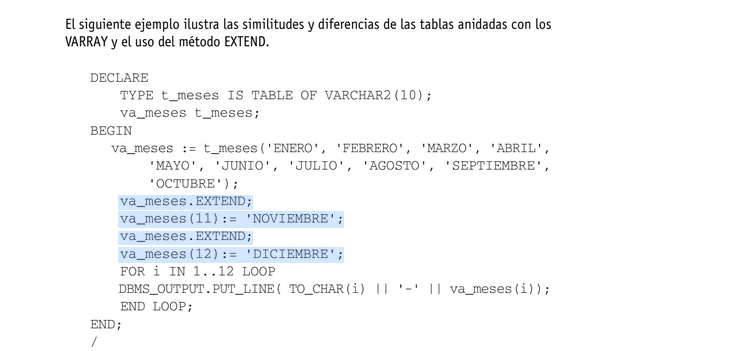 El siguiente ejemplo ilustra las similitudes y diferencias de las tablas anidadas con los
VARRAY y el uso del método EXTEND.
DECLARE
TYPE t_meses IS TABLE OF VARCHAR2(10);
va_meses t_meses;
BEGIN
va_meses := t_meses('ENERO', 'FEBRERO', 'MARZO', 'ABRIL',
'MAYO', 'JUNIO', 'JULIO', 'AGOSTO', 'SEPTIEMBRE',
'OCTUBRE');
va_meses.EXTEND;
va_meses(11):= 'NOVIEMBRE';
va_meses.EXTEND;
va_meses(12):= 'DICIEMBRE';
FOR i IN 1..12 LOOP
DBMS_OUTPUT.PUT_LINE( TO_CHAR(i) || '-' || va_meses(i));
END LOOP;
END;
/